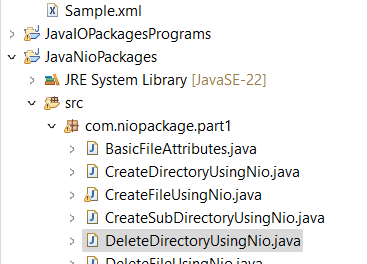 Sample.xml
JavaIOPackagesPrograms
JavaNioPackages
JRE System Library [JavaSE-22]
src
com.niopackage.part1
BasicFileAttributes.java
CreateDirectoryUsingNio.java
CreateFileUsingNio.java
CreateSubDirectoryUsingNio.java
DeleteDirectoryUsingNio.java
DeleteFileUsingNio.java